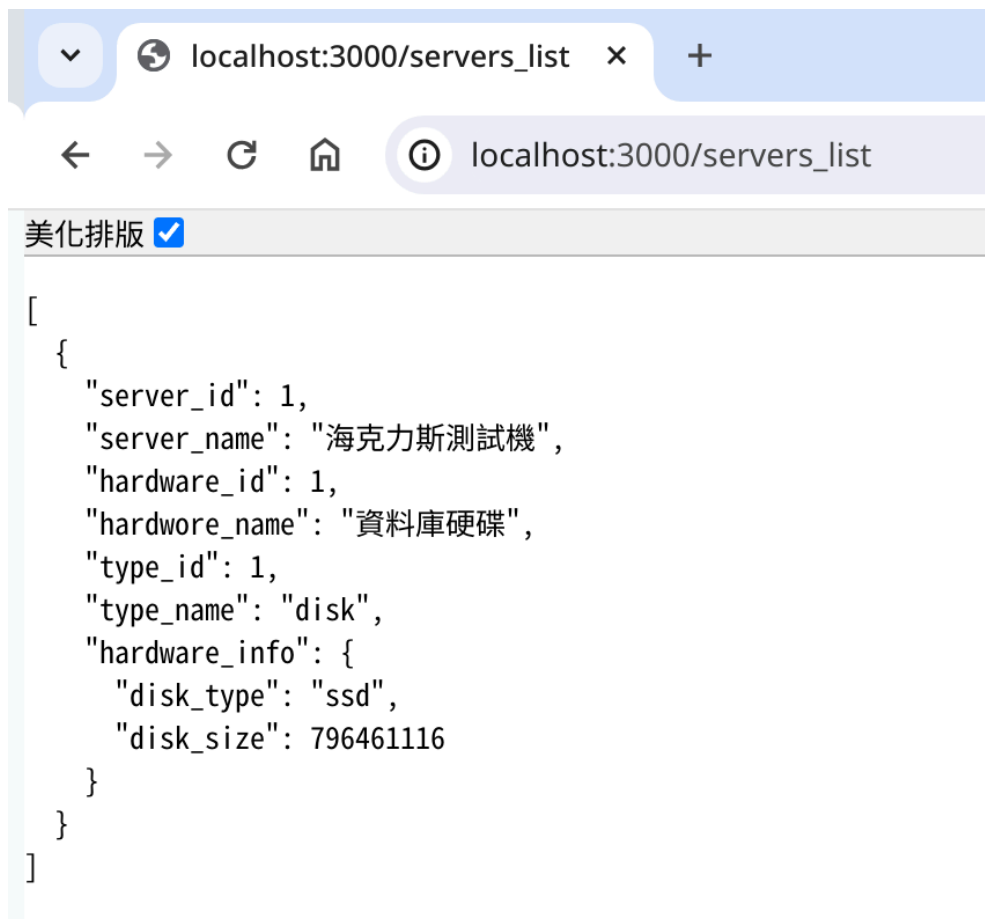 localhost:3000/servers_list
localhost:3000/servers_list
美化排版
[
  {
    "server_id": 1,
    "server_name": "海克力斯測試機",
    "hardware_id": 1,
    "hardwore_name": "資料庫硬碟",
    "type_id": 1,
    "type_name": "disk",
    "hardware_info": {
      "disk_type": "ssd",
      "disk_size": 796461116
    }
  }
]